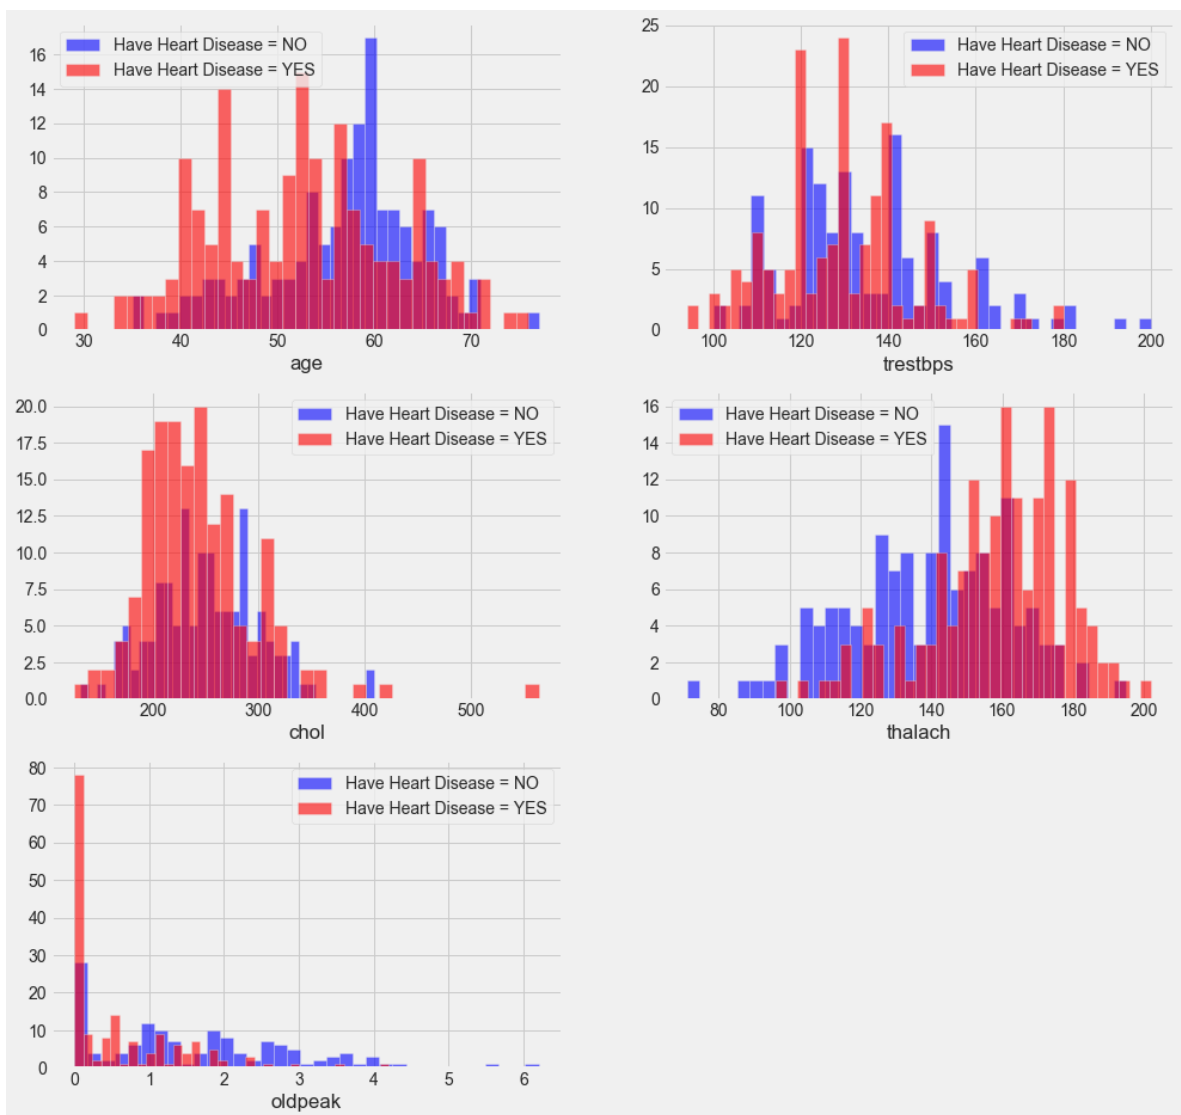 Have Heart Disease = NO
Have Heart Disease = YES
16
14
12
10
8
6
4
2
0
30 40 50 60 70
age
25
20
15
10
5
0
Have Heart Disease = NO
Have Heart Disease = YES
100 120 140 160 180 200
trestbps
20.0
17.5
15.0
12.5
10.0
7.5
5.0
2.5
0.0
Have Heart Disease = NO
Have Heart Disease = YES
200 300 400 500
chol
16
14
12
10
8
6
4
2
0
Have Heart Disease = NO
Have Heart Disease = YES
80 100 120 140 160 180 200
thalach
80
70
60
50
40
30
20
10
0
Have Heart Disease = NO
Have Heart Disease = YES
0 1 2 3 4 5 6
oldpeak